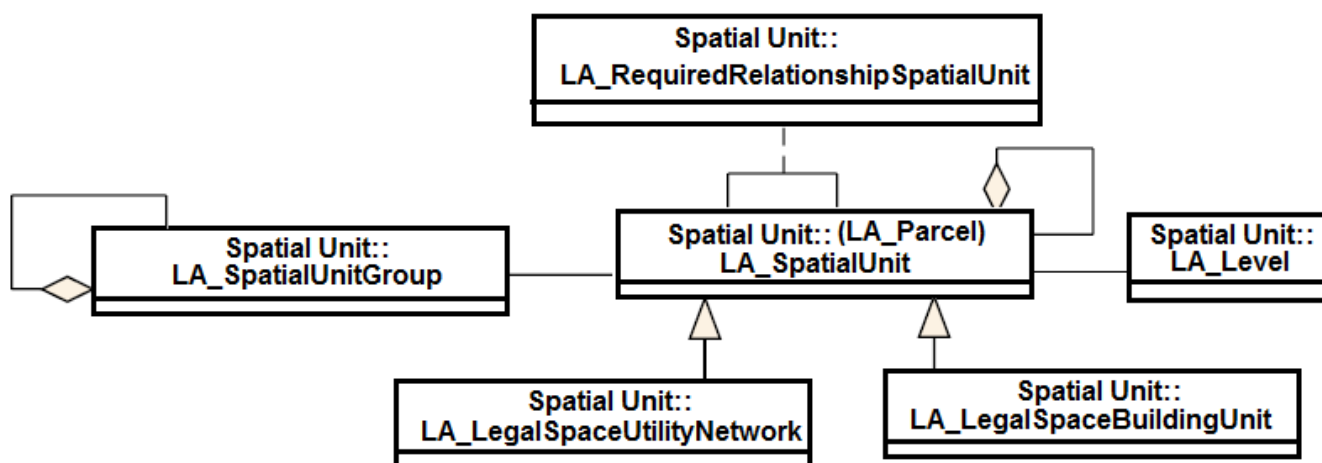 Spatial Unit::
LA_RequiredRelationshipSpatialUnit
Spatial Unit::
LA_SpatialUnitGroup
Spatial Unit:: (LA_Parcel)
LA_SpatialUnit
Spatial Unit::
LA_Level
Spatial Unit::
LA_LegalSpaceUtilityNetwork
Spatial Unit::
LA_LegalSpaceBuildingUnit